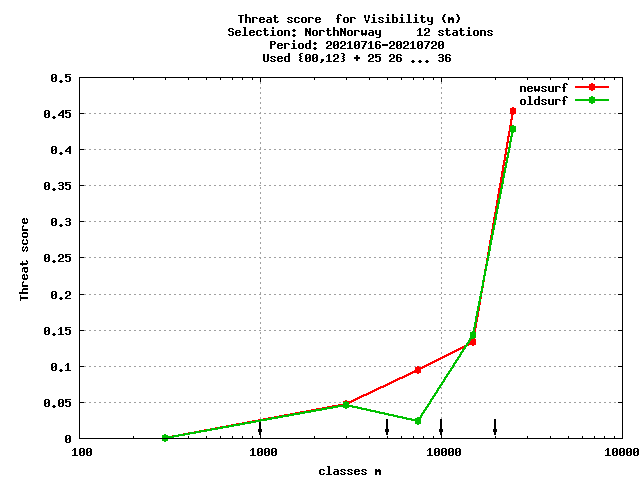 Threat score  for Visibility (m)
Selection: NorthNorway     12 stations
Period: 20210716-20210720
Used {00,12} + 25 26 ... 36
newsurf
oldsurf
0.5
0.45
0.4
0.35
0.3
0.25
0.2
0.15
0.1
0.05
0
Threat score
100 1000 10000 10000
classes m